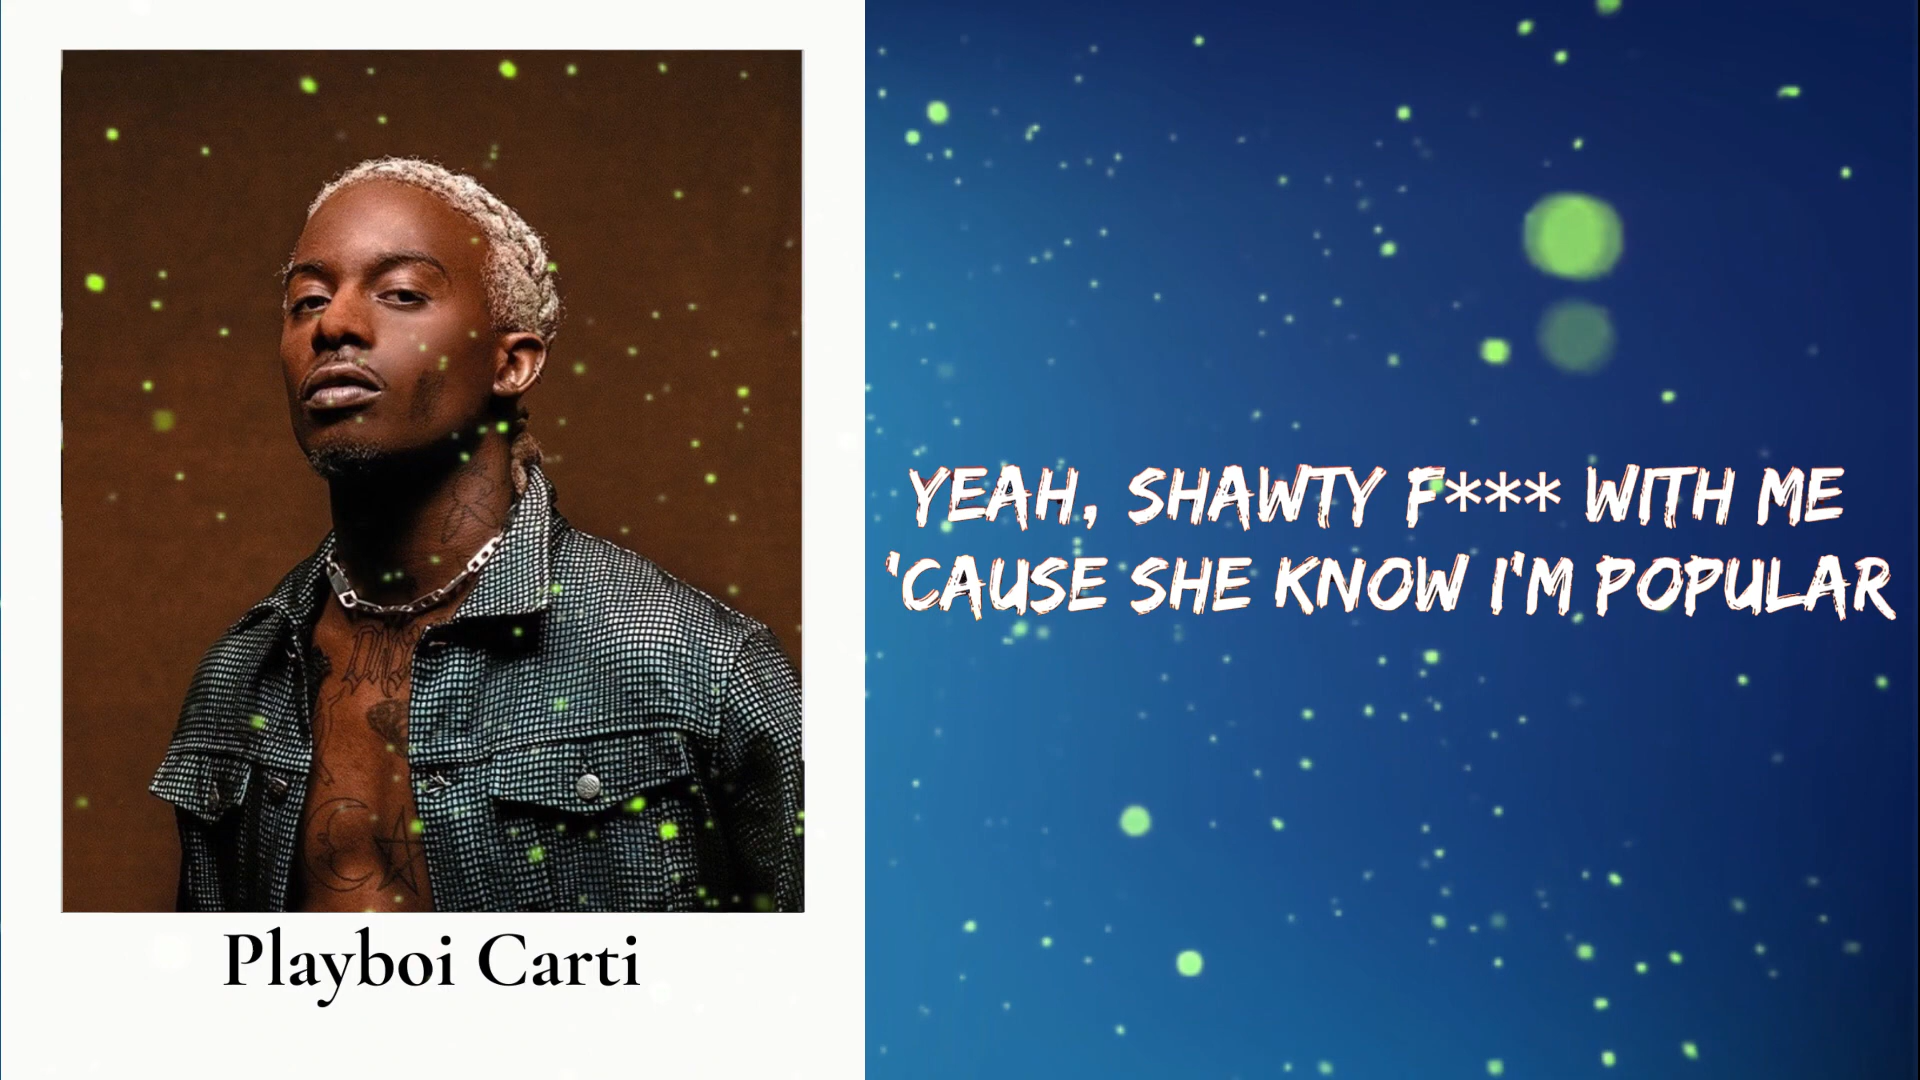 Playboi Carti
YEAH, SHAWTY F*** WITH ME
'CAUSE SHE KNOW I'M POPULAR